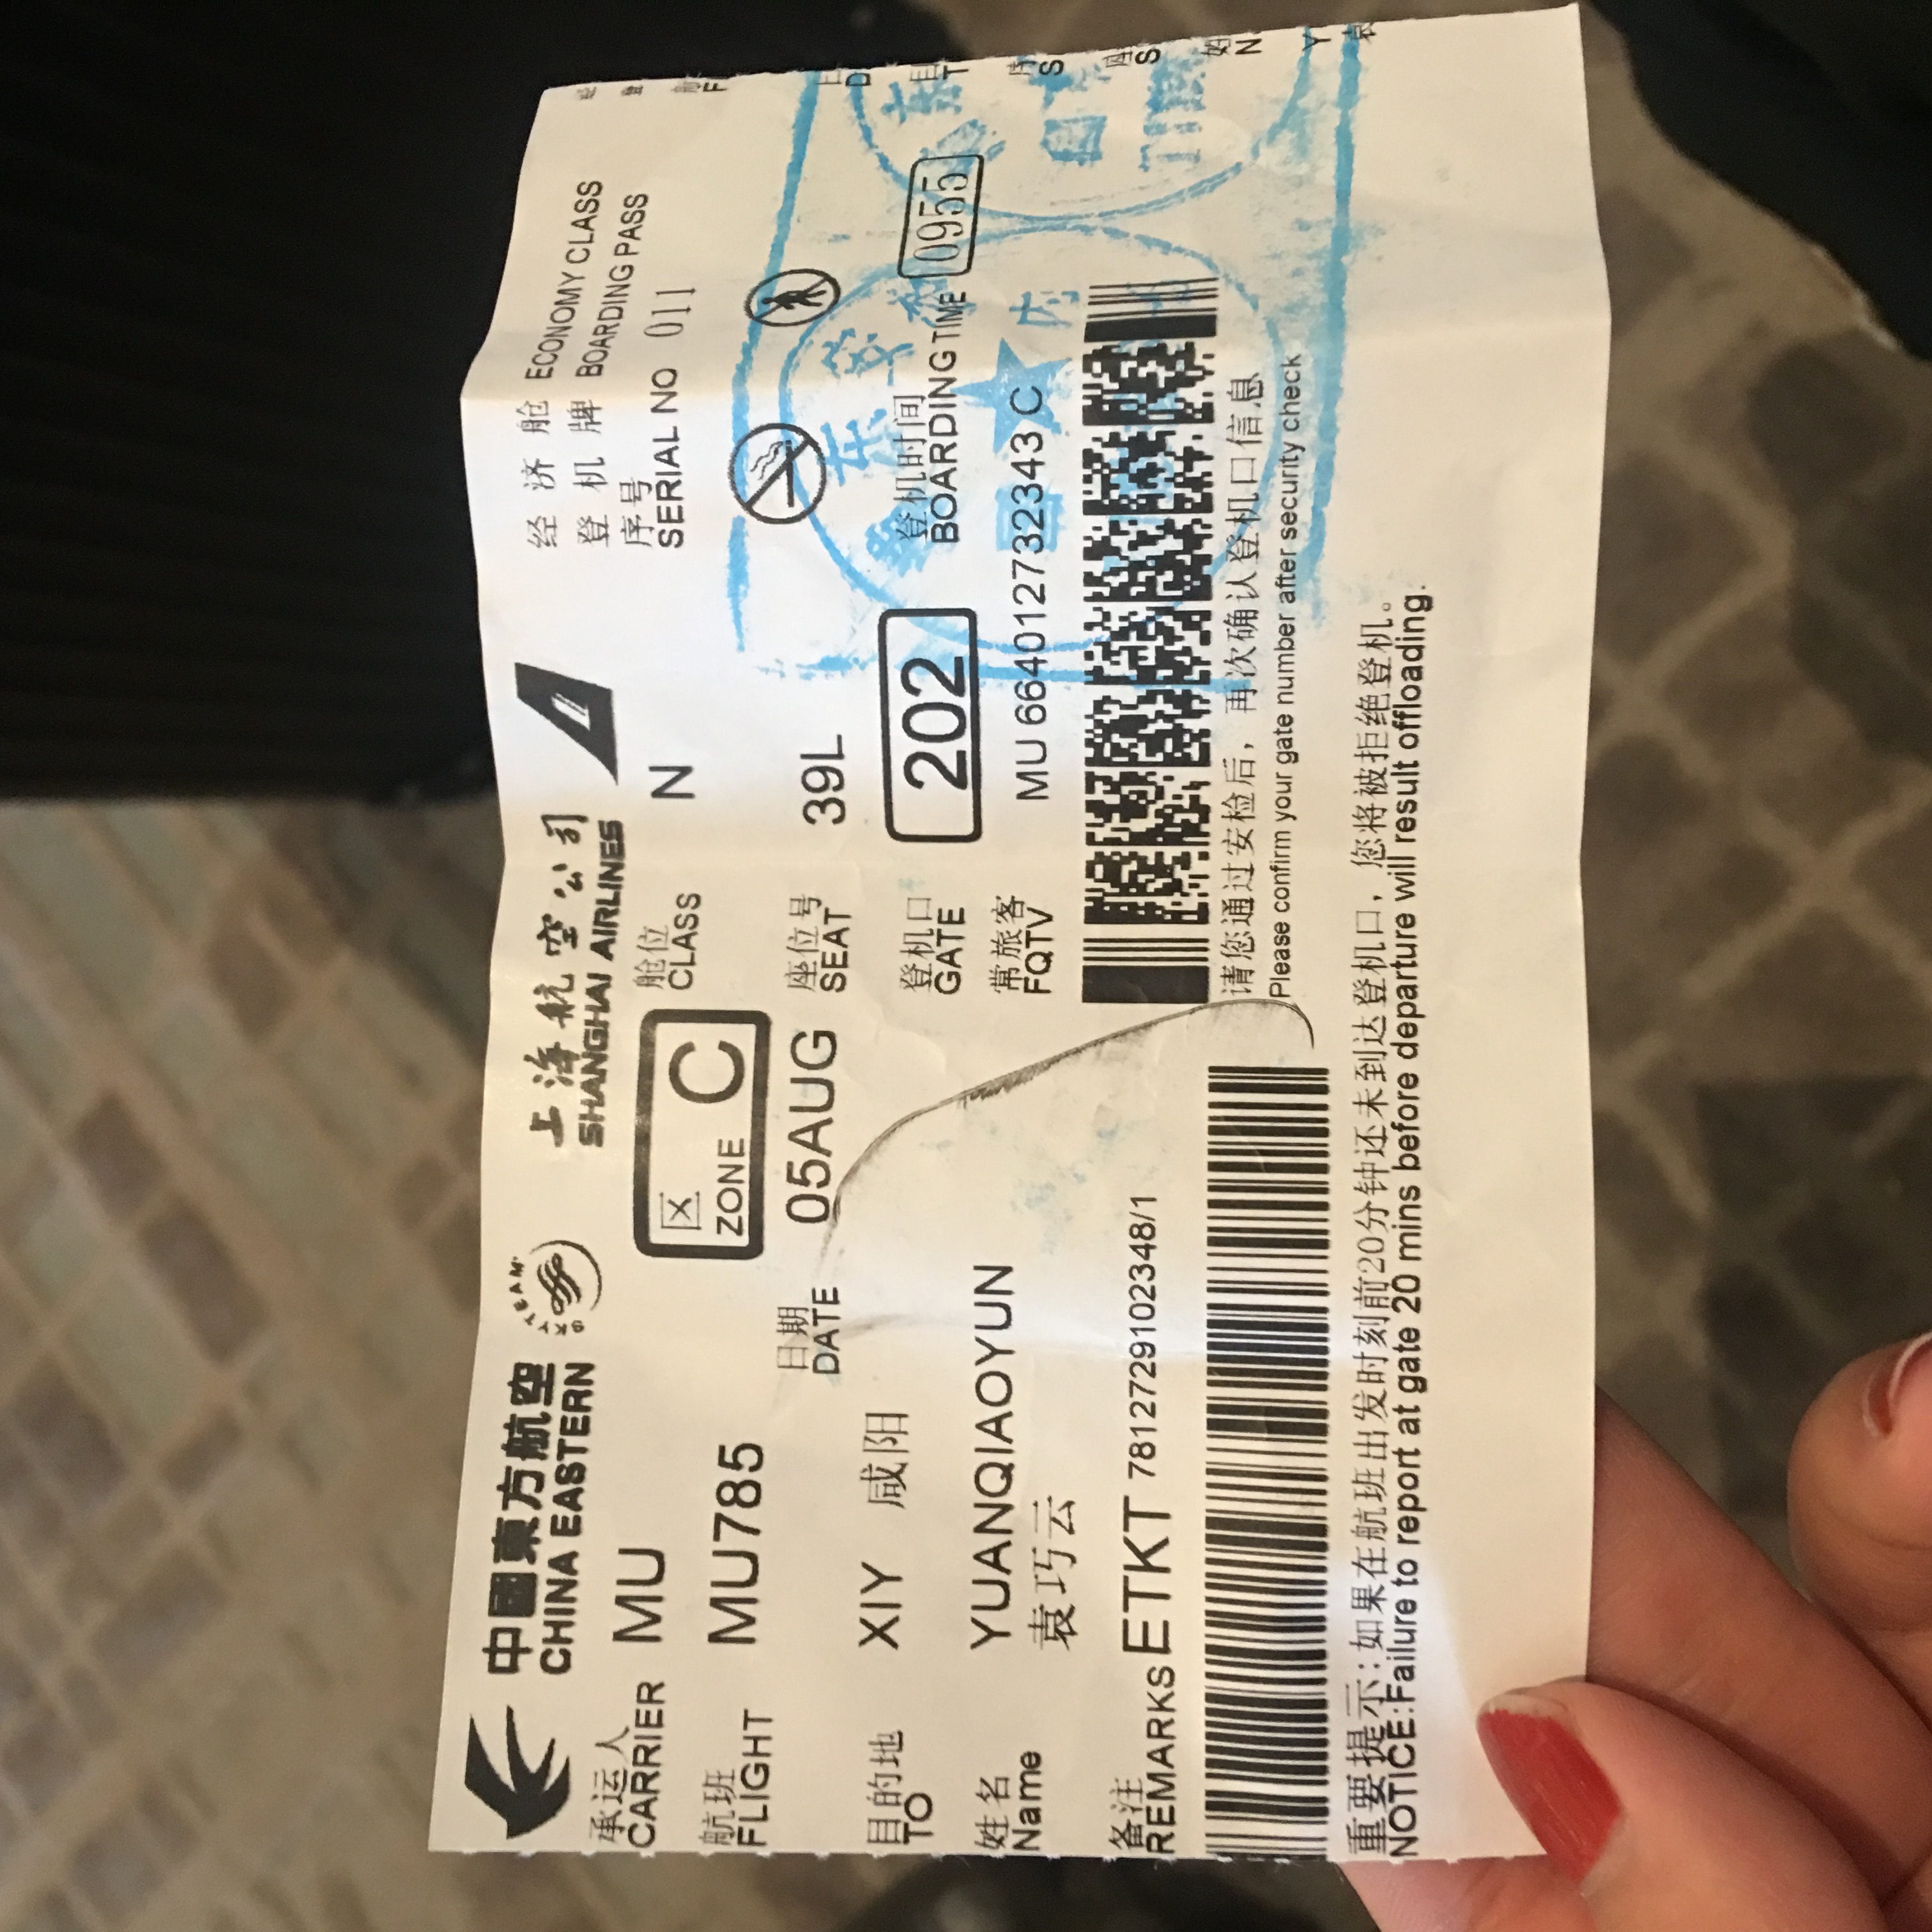 中國東方航空
CHINA EASTERN
上海航空公司
SHANGHAI AIRLINES
经 济 舱 ECONOMY CLASS
登 机 牌 BOARDING PASS
序号
SERIAL NO 011
承运人
CARRIER MU
区
ZONE C
舱位
CLASS N
航班
FLIGHT MU785
日期
DATE 05AUG
座位号
SEAT 39L
目的地
TO XIY 咸阳
登机口
GATE 202
登机时间
BOARDING TIME 0955
姓名
Name YUANQIAOYUN
袁巧云
常旅客
FQTV MU 664012732343 C
备注
REMARKS ETKT 7812729102348/1
请您通过安检后，再次确认登机口信息
Please confirm your gate number after security check
重要提示:如果在航班出发时刻前20分钟还未到达登机口，您将被拒绝登机。
NOTICE:Failure to report at gate 20 mins before departure will result offloading.